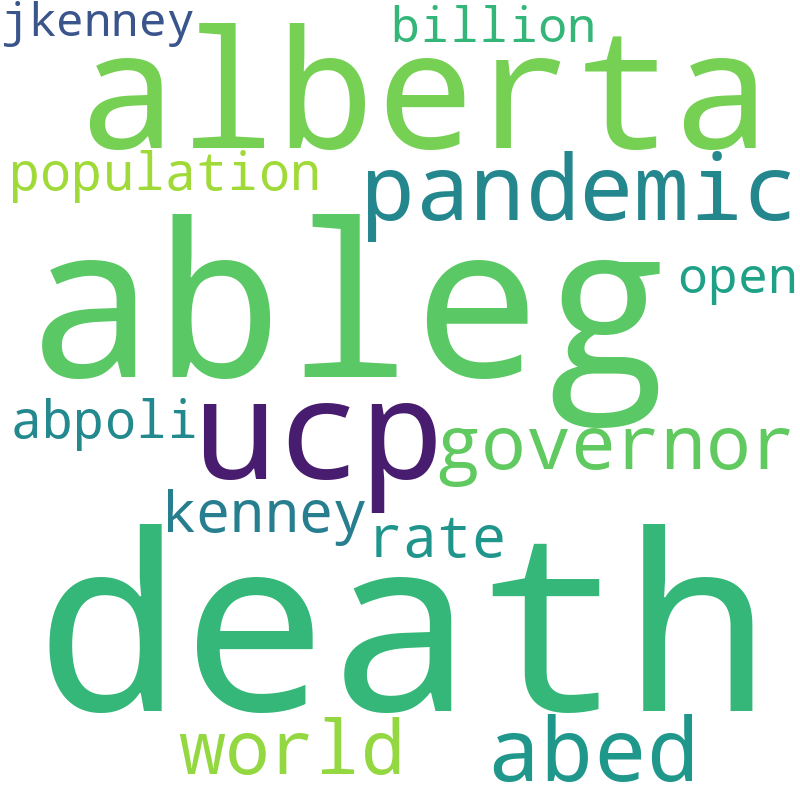 jkenney billion
alberta
population pandemic
ableg open
abpoli ucp governor
kenney rate
death
world abed